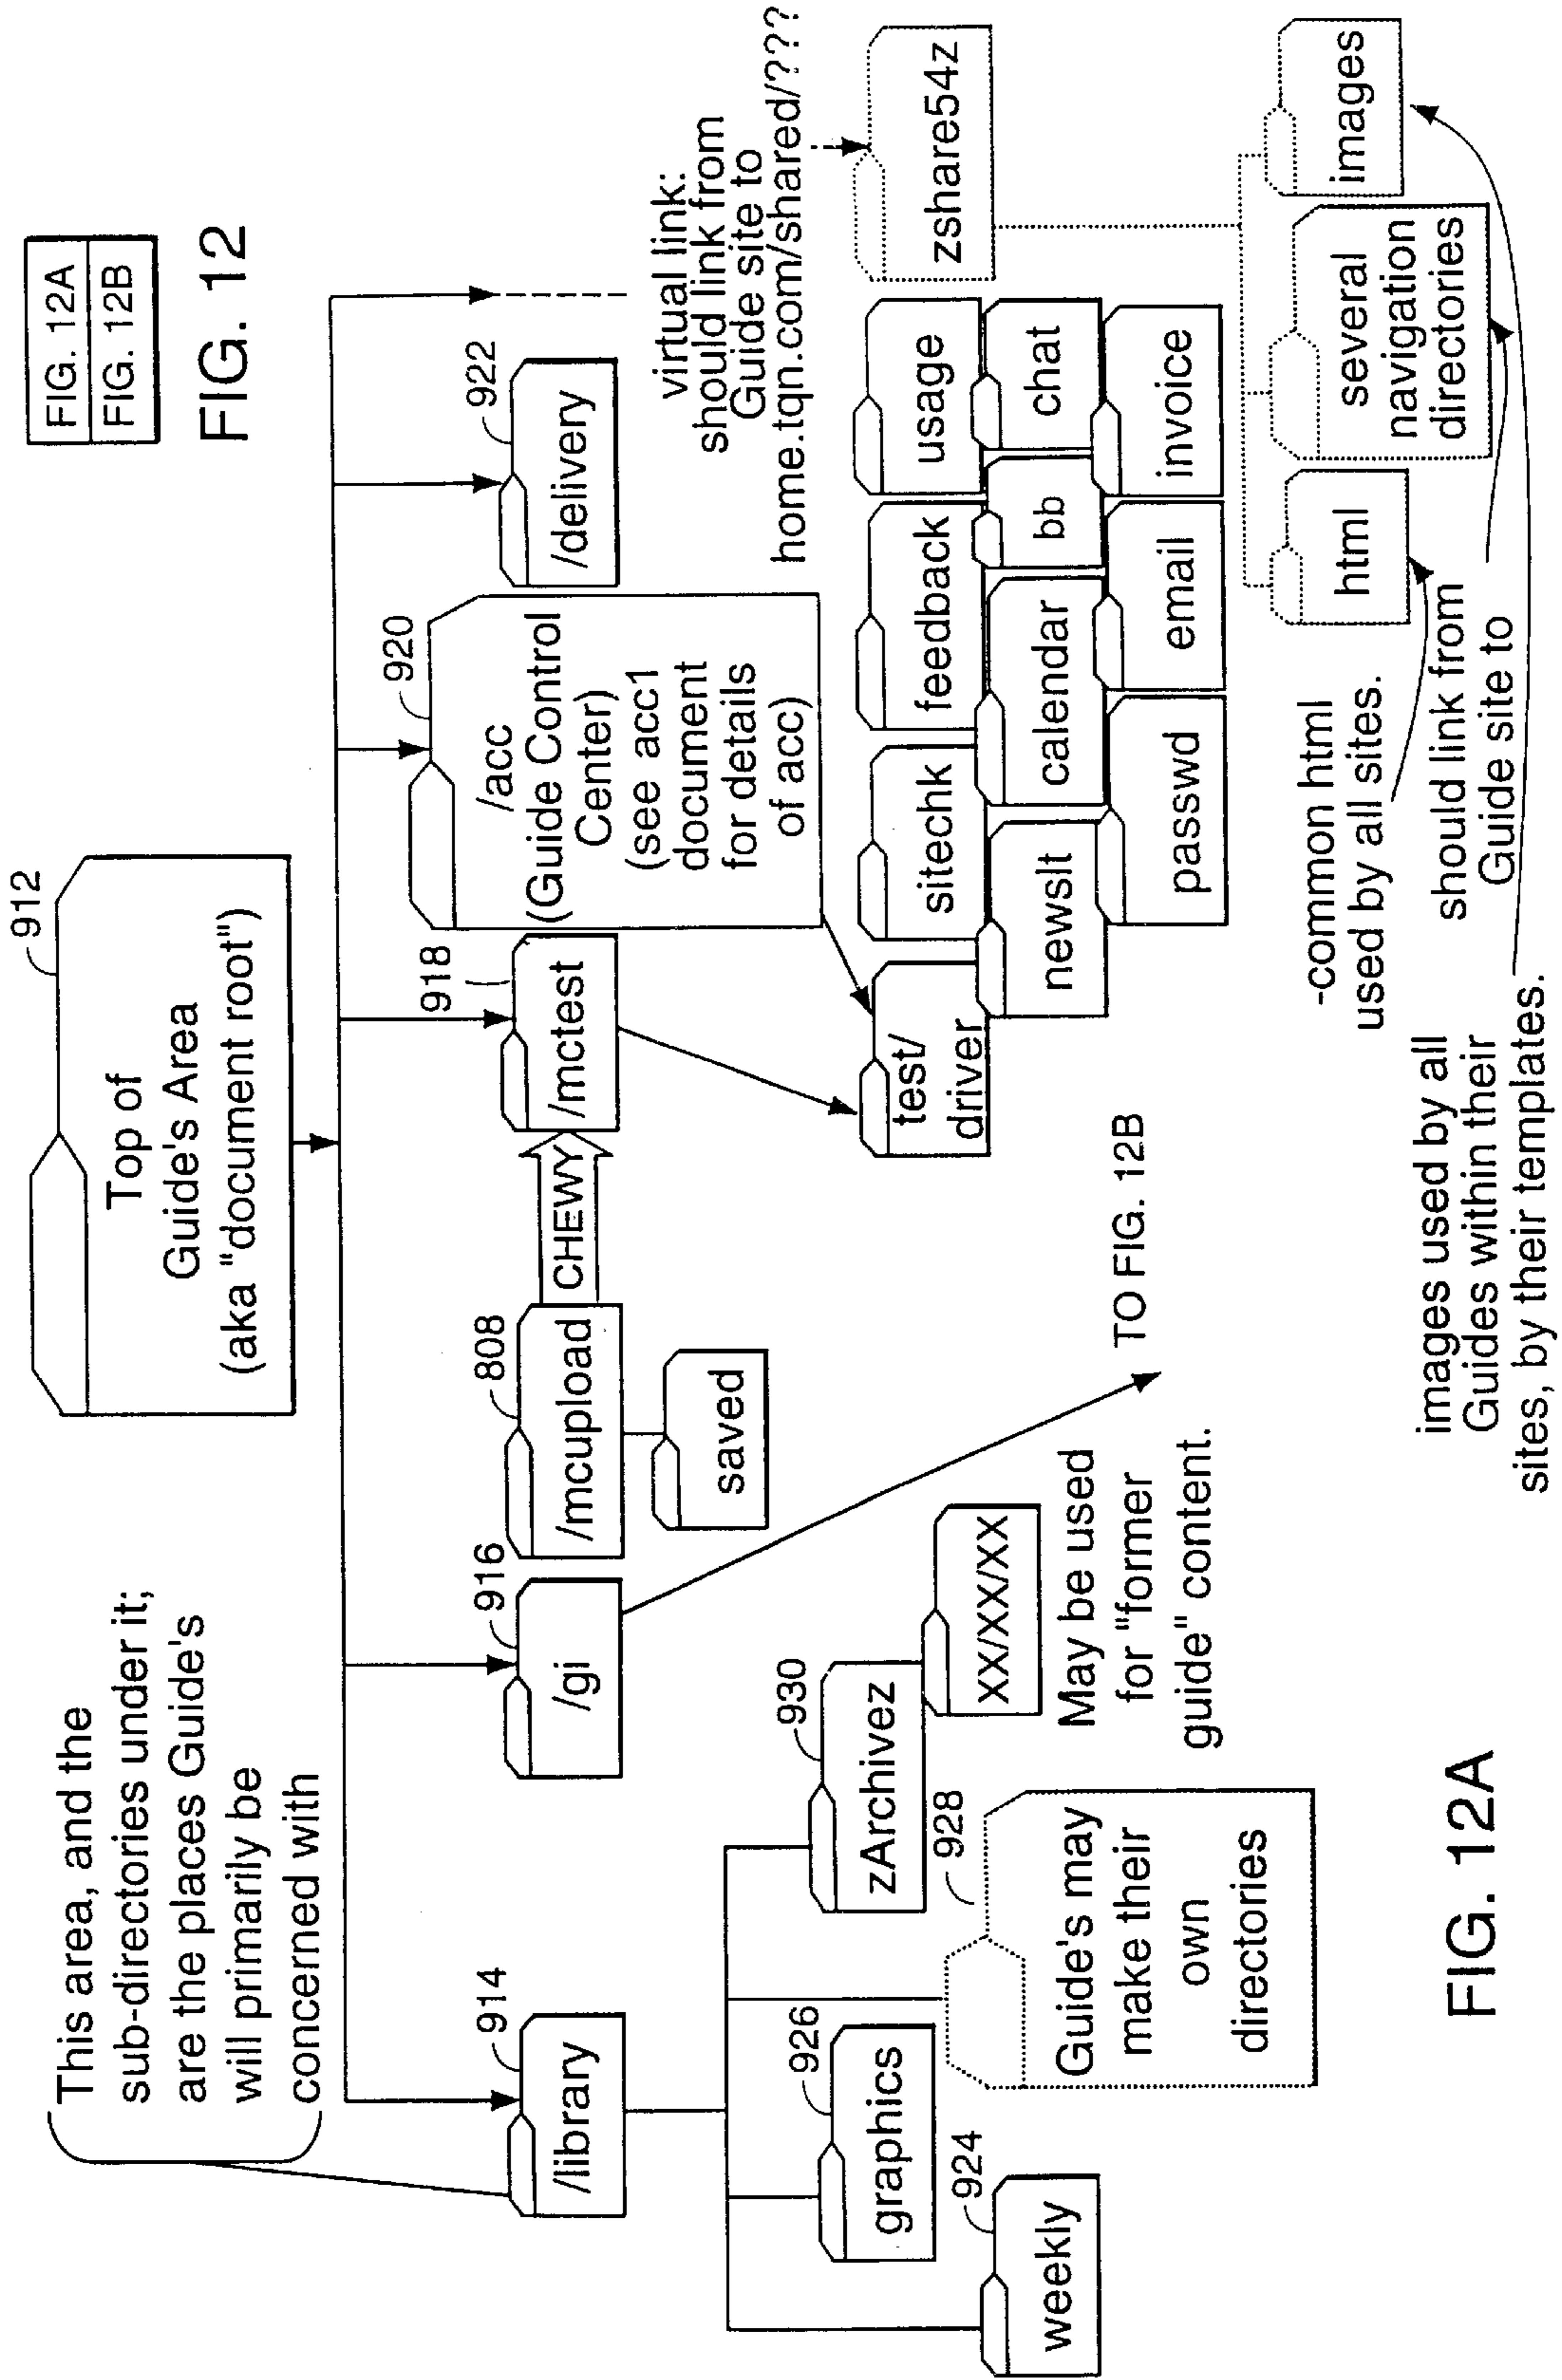 FIG. 12A
FIG. 12B
FIG. 12
912
Top of
Guide's Area
(aka "document root")
This area, and the
sub-directories under it;
are the places Guide's
will primarily be
concerned with
914
/library
916
/gi
808
/mcupload
CHEWY
918
/mctest
920
/acc
(Guide Control
Center)
(see acc1
document
for details
of acc)
922
/delivery
virtual link:
should link from
Guide site to
home.tqn.com/shared/???
saved
924
weekly
926
graphics
928
Guide's may
make their
own
directories
930
zArchivez
XX/XX/XX
May be used
for "former
guide" content.
TO FIG. 12B
test/
driver
sitechk
feedback
usage
newslt
calendar
bb
chat
passwd
email
invoice
zshare54z
html
several
navigation
directories
images
-common html
used by all sites.
should link from
Guide site to
images used by all
Guides within their
sites, by their templates.
FIG. 12A